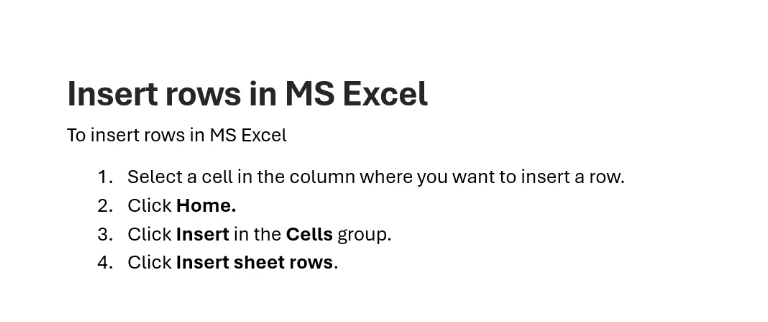 Insert rows in MS Excel
To insert rows in MS Excel
1. Select a cell in the column where you want to insert a row.
2. Click Home.
3. Click Insert in the Cells group.
4. Click Insert sheet rows.